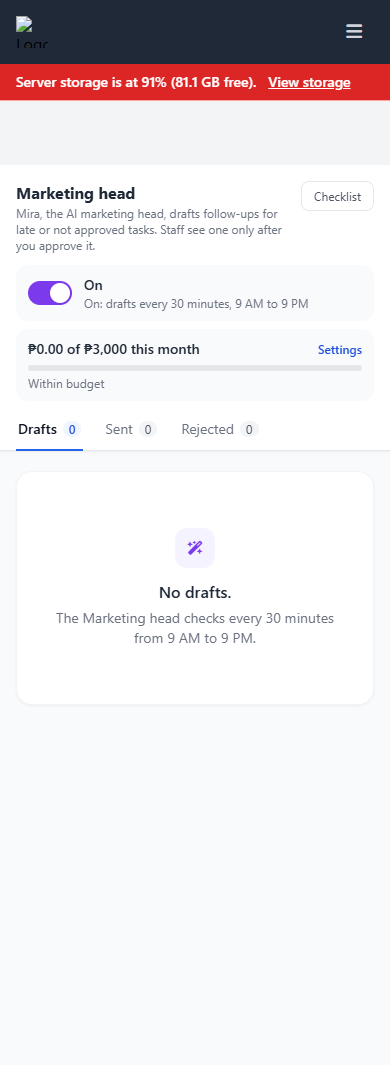 Logo
Server storage is at 91% (81.1 GB free). View storage
Marketing head
Checklist
Mira, the AI marketing head, drafts follow-ups for
late or not approved tasks. Staff see one only after
you approve it.
On
On: drafts every 30 minutes, 9 AM to 9 PM
₱0.00 of ₱3,000 this month
Settings
Within budget
Drafts 0 Sent 0 Rejected 0
No drafts.
The Marketing head checks every 30 minutes
from 9 AM to 9 PM.